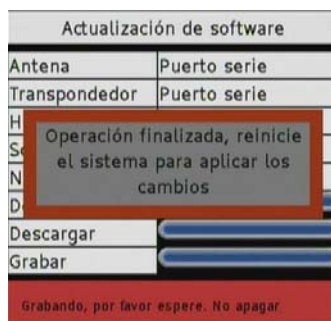 Actualización de software
Antena Puerto serie
Transpondedor Puerto serie
Operación finalizada, reinicie
el sistema para aplicar los
cambios
Descargar
Grabar
Grabando, por favor espere. No apagar